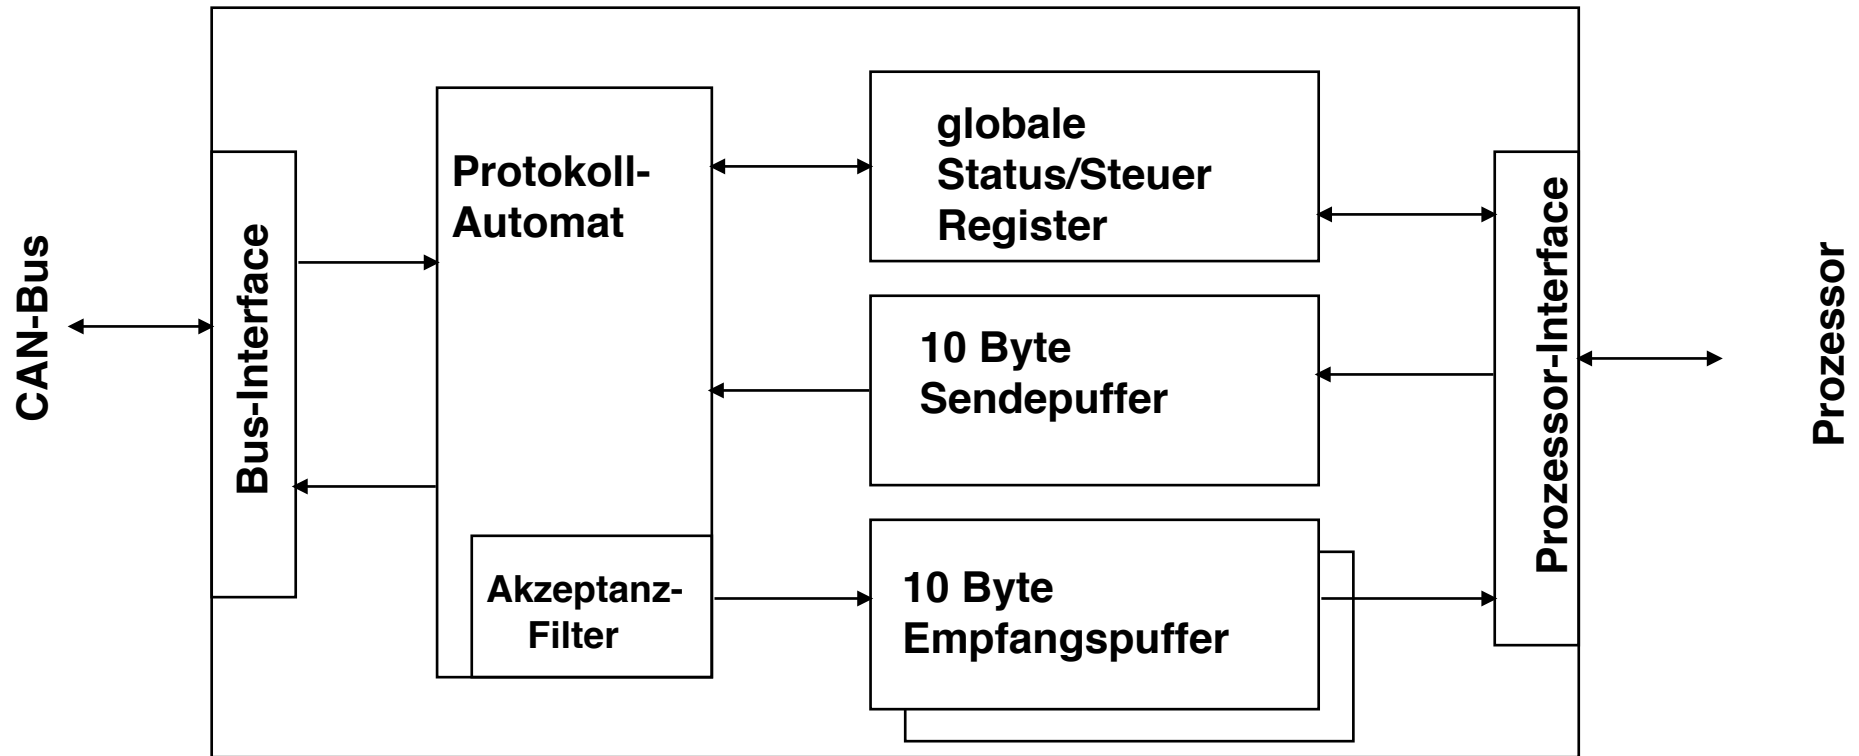 CAN-Bus
Bus-Interface
Protokoll-
Automat
Akzeptanz-
Filter
globale
Status/Steuer
Register
10 Byte
Sendepuffer
10 Byte
Empfangspuffer
Prozessor-Interface
Prozessor